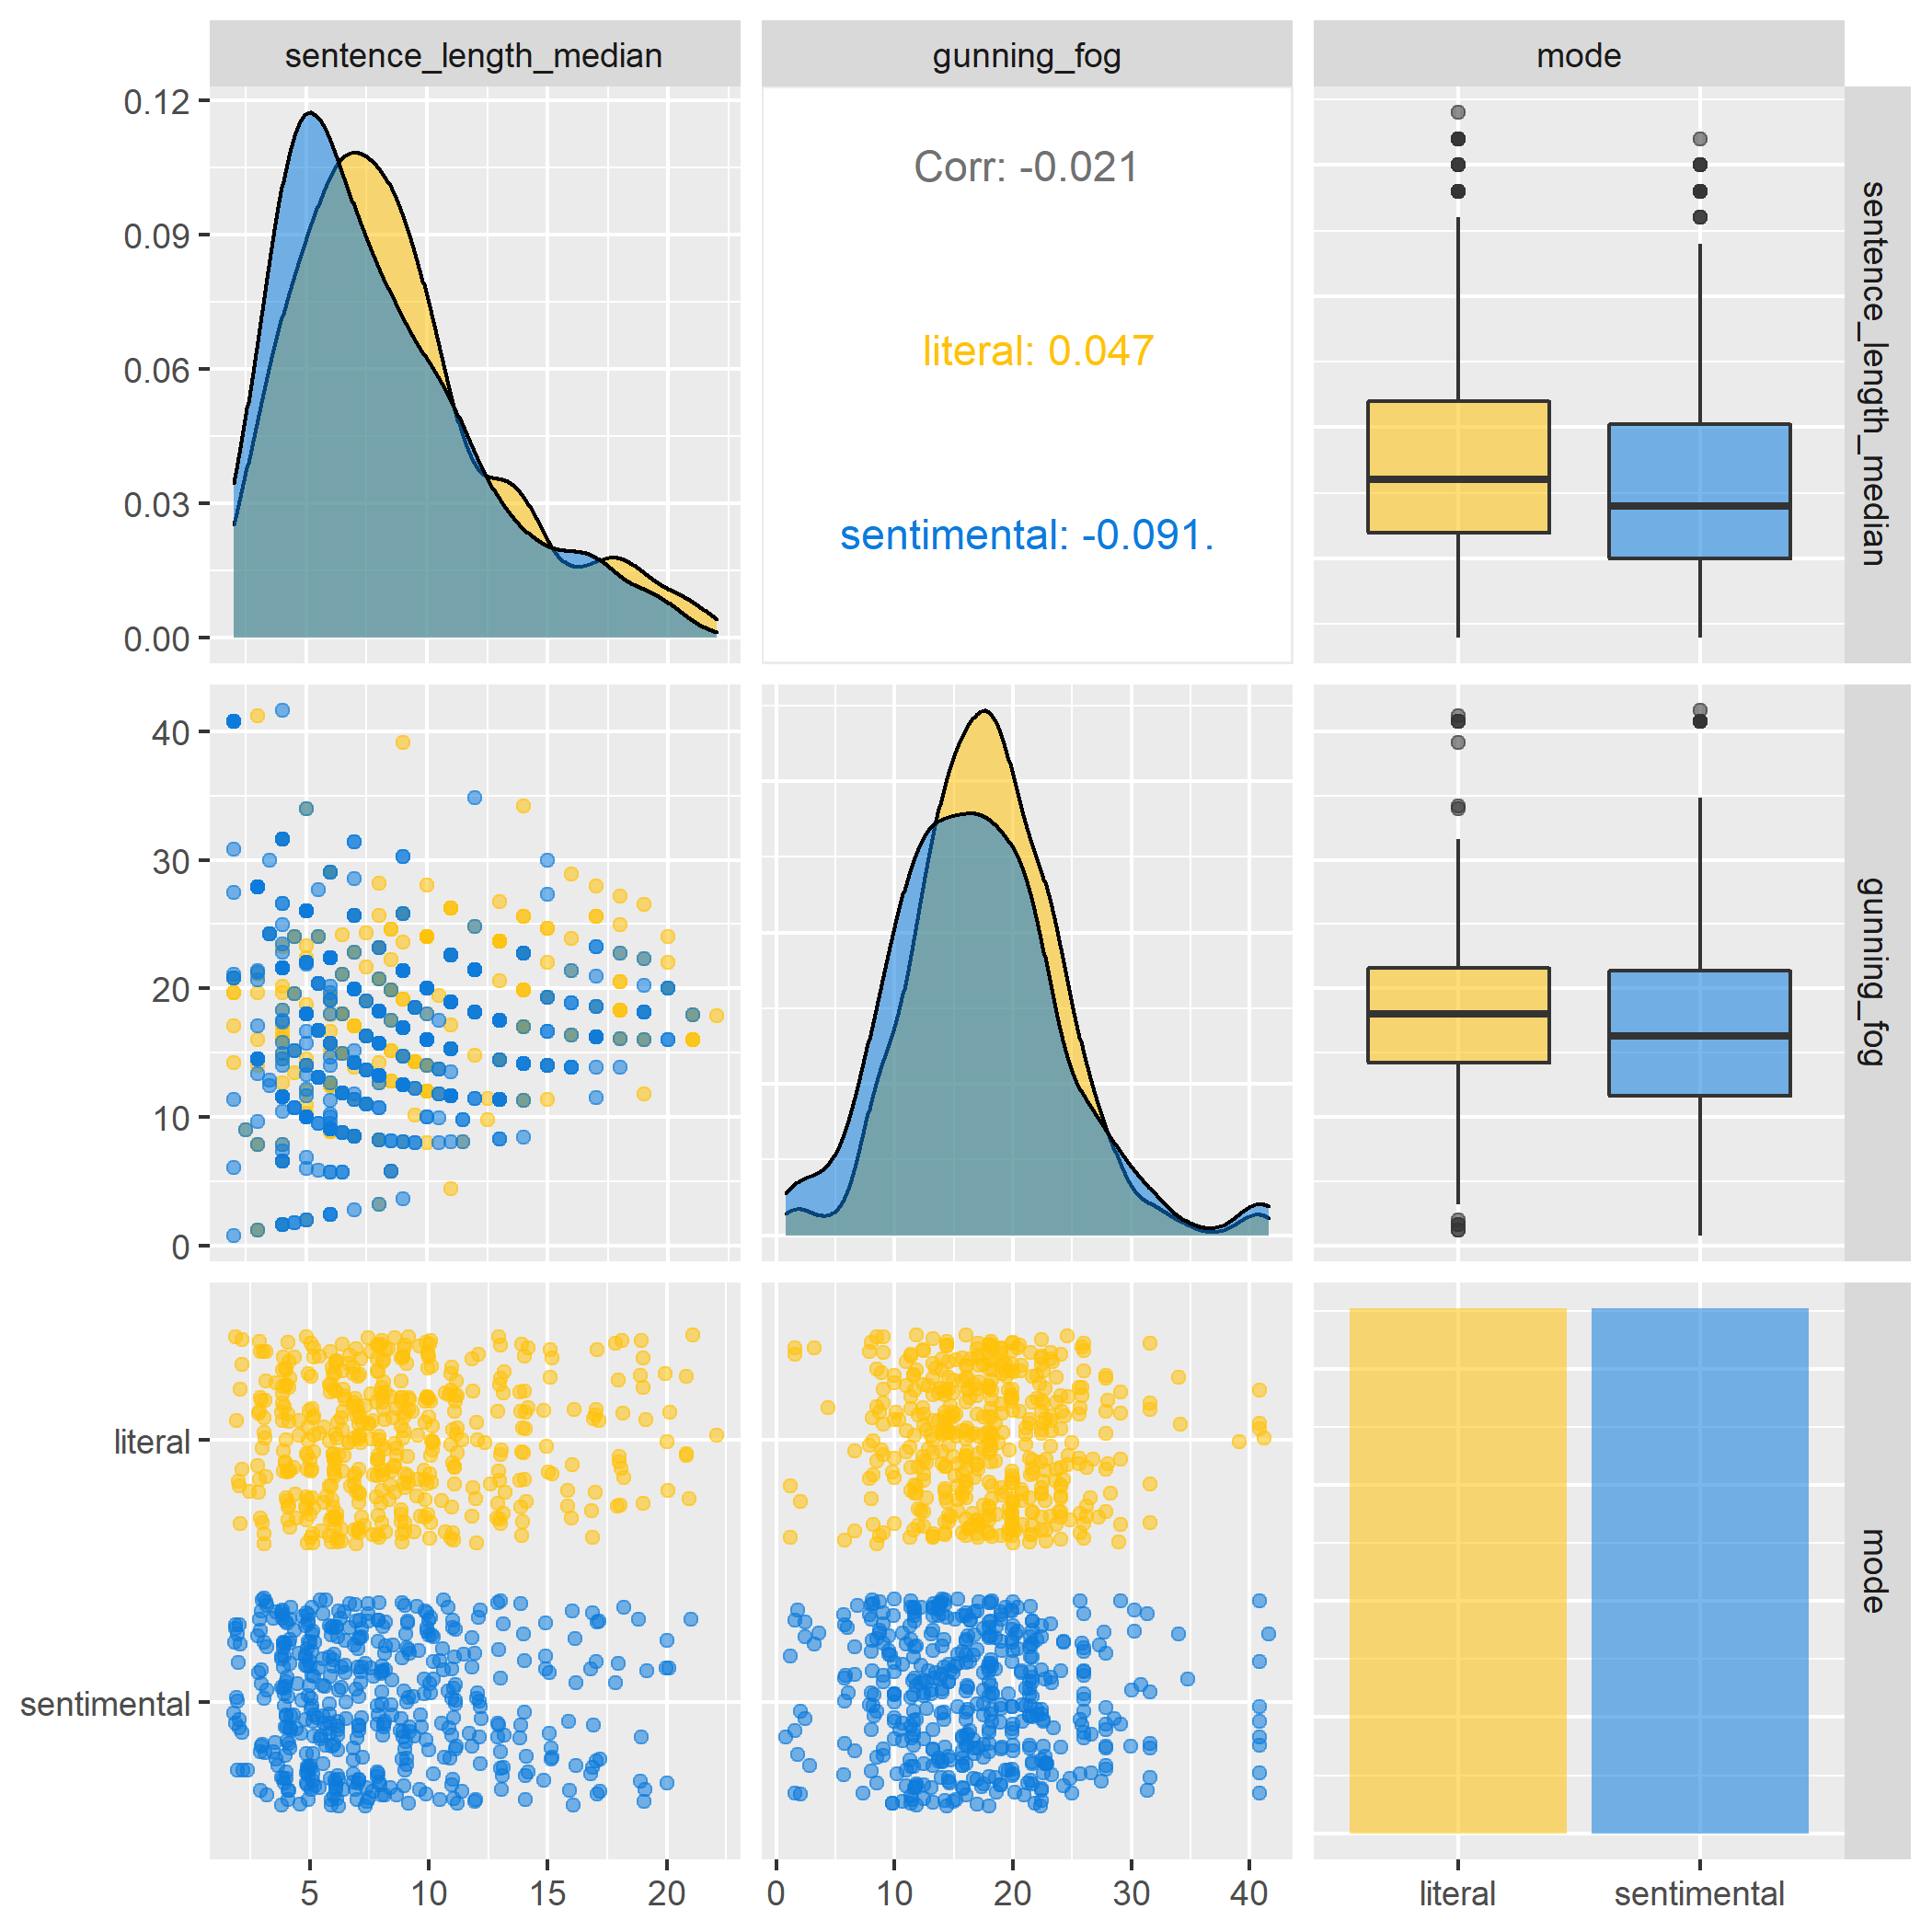 sentence_length_median
gunning_fog
mode
0.12
0.09
0.06
0.03
0.00
Corr: -0.021
literal: 0.047
sentimental: -0.091.
sentence_length_median
40
30
20
10
0
gunning_fog
literal
sentimental
mode
5 10 15 20
0 10 20 30 40
literal sentimental